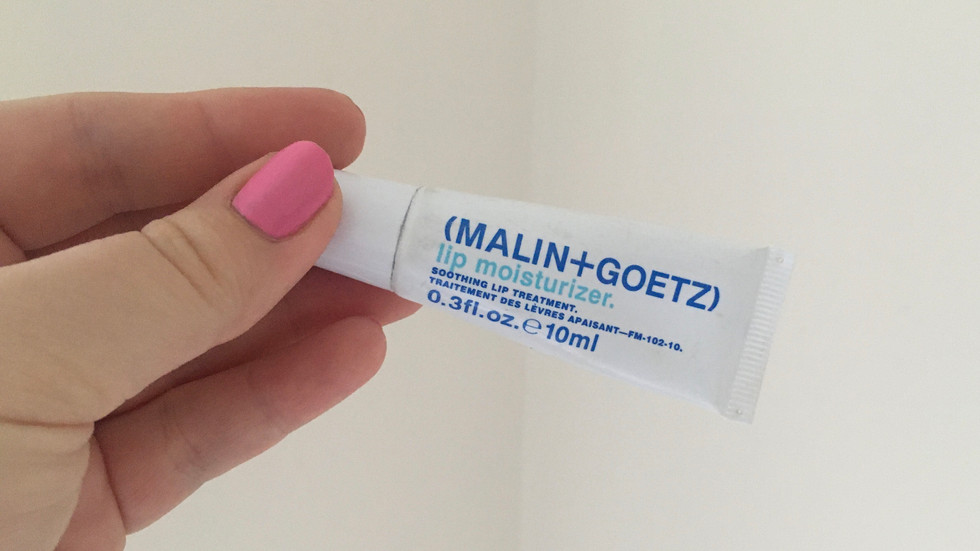 (MALIN+GOETZ)
lip moisturizer.
SOOTHING LIP TREATMENT.
TRAITEMENT DES LÈVRES APAISANT—FM-102-10.
0.3fl.oz.℮10ml